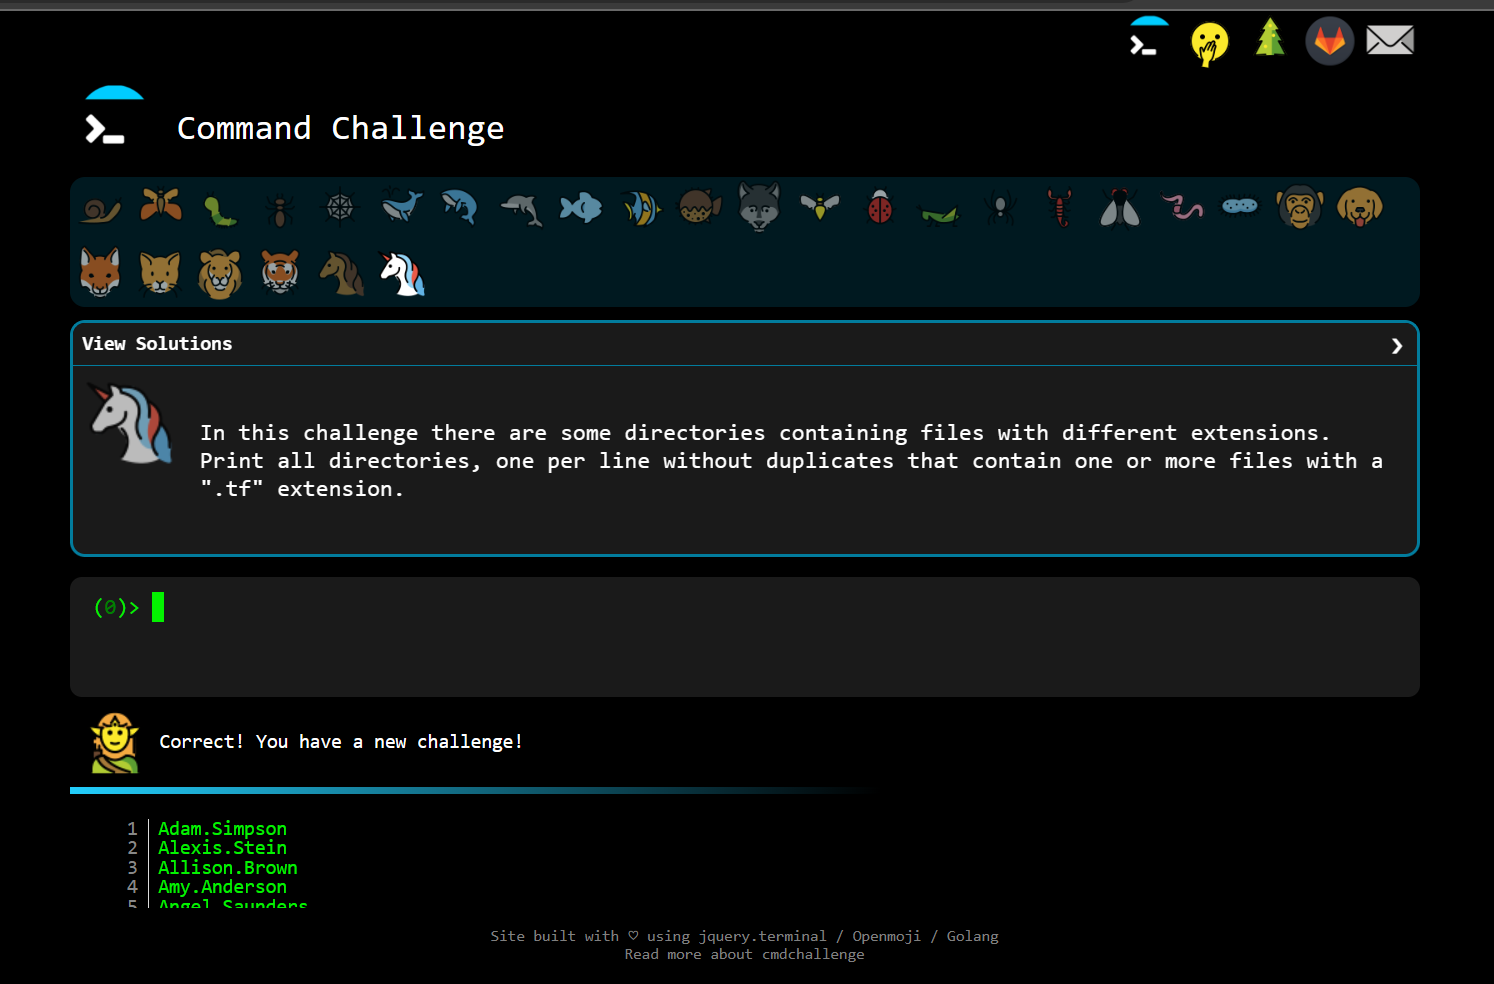 Command Challenge
View Solutions
In this challenge there are some directories containing files with different extensions.
Print all directories, one per line without duplicates that contain one or more files with a
".tf" extension.
(0)>
Correct! You have a new challenge!
1 Adam.Simpson
2 Alexis.Stein
3 Allison.Brown
4 Amy.Anderson
5 Angel.Saunders
Site built with ♡ using jquery.terminal / Openmoji / Golang
Read more about cmdchallenge